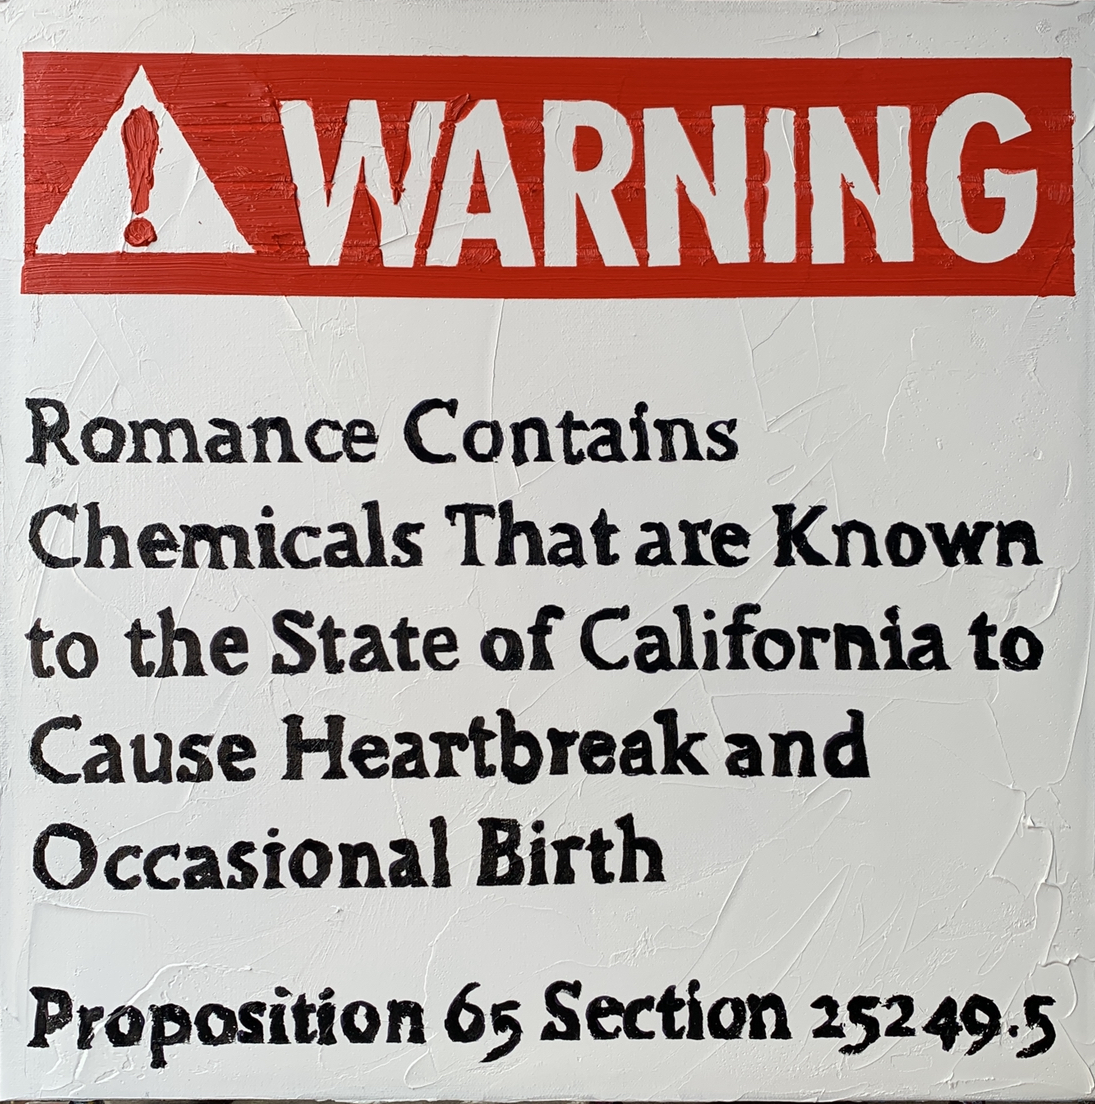 WARNING
Romance Contains
Chemicals That are Known
to the State of California to
Cause Heartbreak and
Occasional Birth
Proposition 65 Section 25249.5